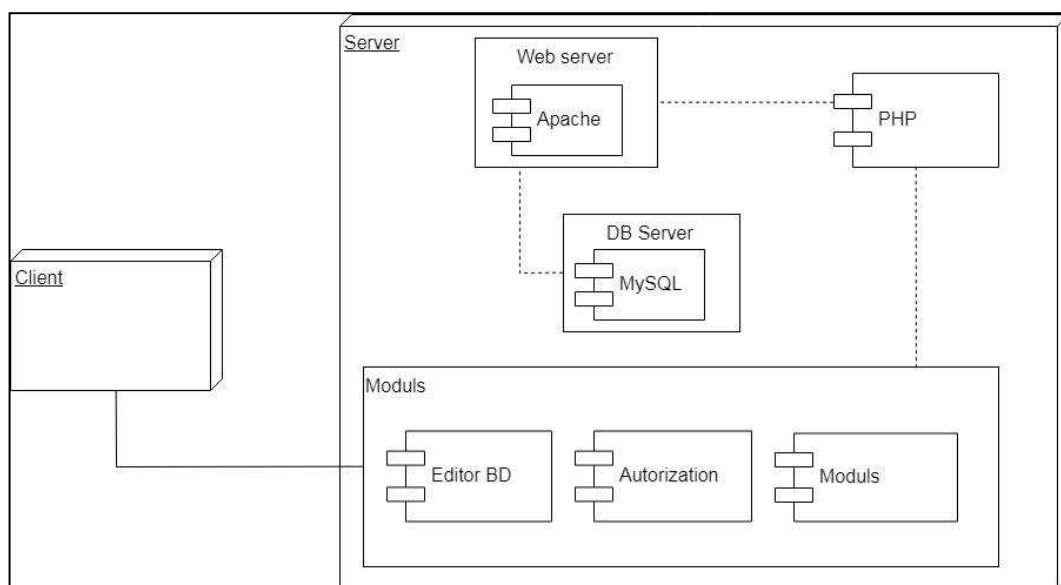 Server
Web server
Apache
PHP
DB Server
MySQL
Client
Moduls
Editor BD
Autorization
Moduls